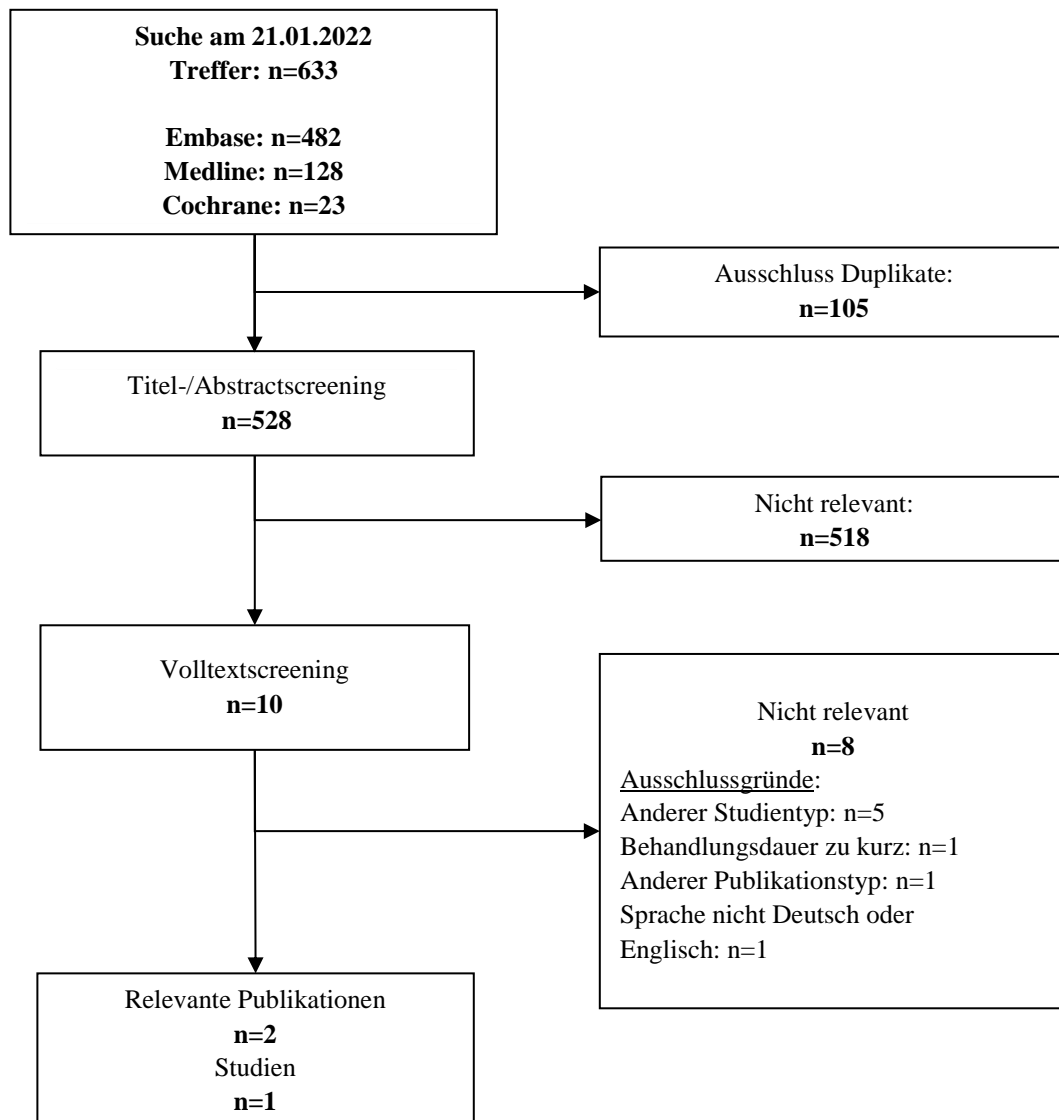 Suche am 21.01.2022
Treffer: n=633
Embase: n=482
Medline: n=128
Cochrane: n=23
Ausschluss Duplikate:
n=105
Titel-/Abstractscreening
n=528
Nicht relevant:
n=518
Volltextscreening
n=10
Nicht relevant
n=8
Ausschlussgründe:
Anderer Studientyp: n=5
Behandlungsdauer zu kurz: n=1
Anderer Publikationstyp: n=1
Sprache nicht Deutsch oder
Englisch: n=1
Relevante Publikationen
n=2
Studien
n=1